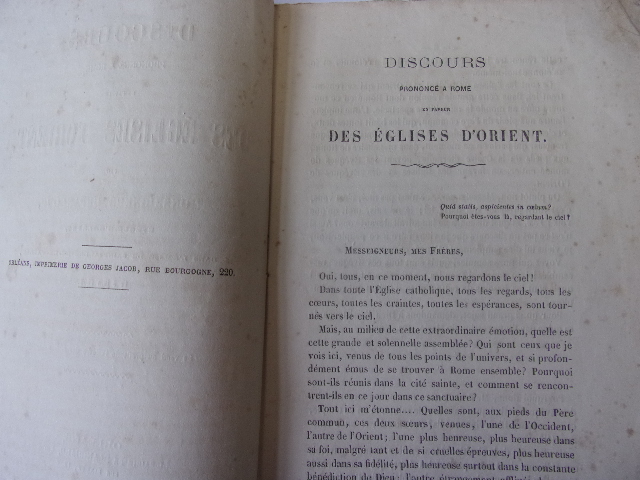 ORLÉANS, IMPRIMERIE DE GEORGES JACOB, RUE BOURGOGNE, 220.
DISCOURS
PRONONCÉ A ROME
EN FAVEUR
DES ÉGLISES D'ORIENT.
Quid statis, aspicientes in cœlum?
Pourquoi êtes-vous là, regardant le ciel?
MESSEIGNEURS, MES FRÈRES,
Oui, tous, en ce moment, nous regardons le ciel!
Dans toute l'Église catholique, tous les regards, tous les
cœurs, toutes les craintes, toutes les espérances, sont tour-
nés vers le ciel.
Mais, au milieu de cette extraordinaire émotion, quelle est
cette grande et solennelle assemblée? Qui sont ceux que je
vois ici, venus de tous les points de l'univers, et si profon-
dément émus de se trouver à Rome ensemble? Pourquoi
sont-ils réunis dans la cité sainte, et comment se rencon-
trent-ils en ce jour dans ce sanctuaire?
Tout ici m'étonne.... Quelles sont, aux pieds du Père
commun, ces deux sœurs, venues, l'une de l'Occident,
l'autre de l'Orient; l'une plus heureuse, plus heureuse dans
sa foi, malgré tant et de si cruelles épreuves, plus heureuse
aussi dans sa fidélité, plus heureuse surtout dans la constante
bénédiction de Dieu; l'autre étrangement